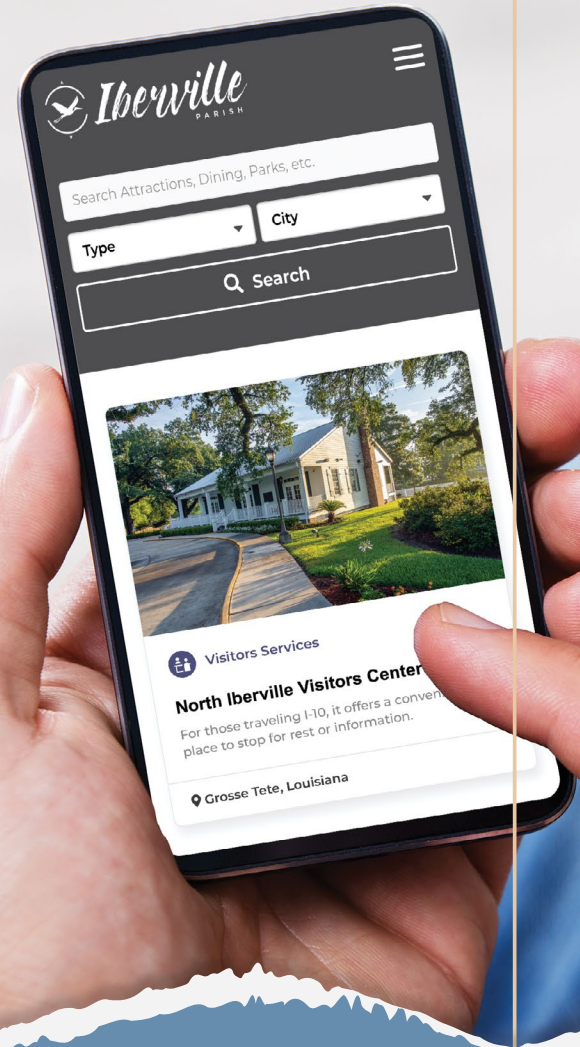 Iberville
PARISH
Search Attractions, Dining, Parks, etc.
Type
City
Search
Visitors Services
North Iberville Visitors Center
For those traveling I-10, it offers a
place to stop for rest or information.
Grosse Tete, Louisiana